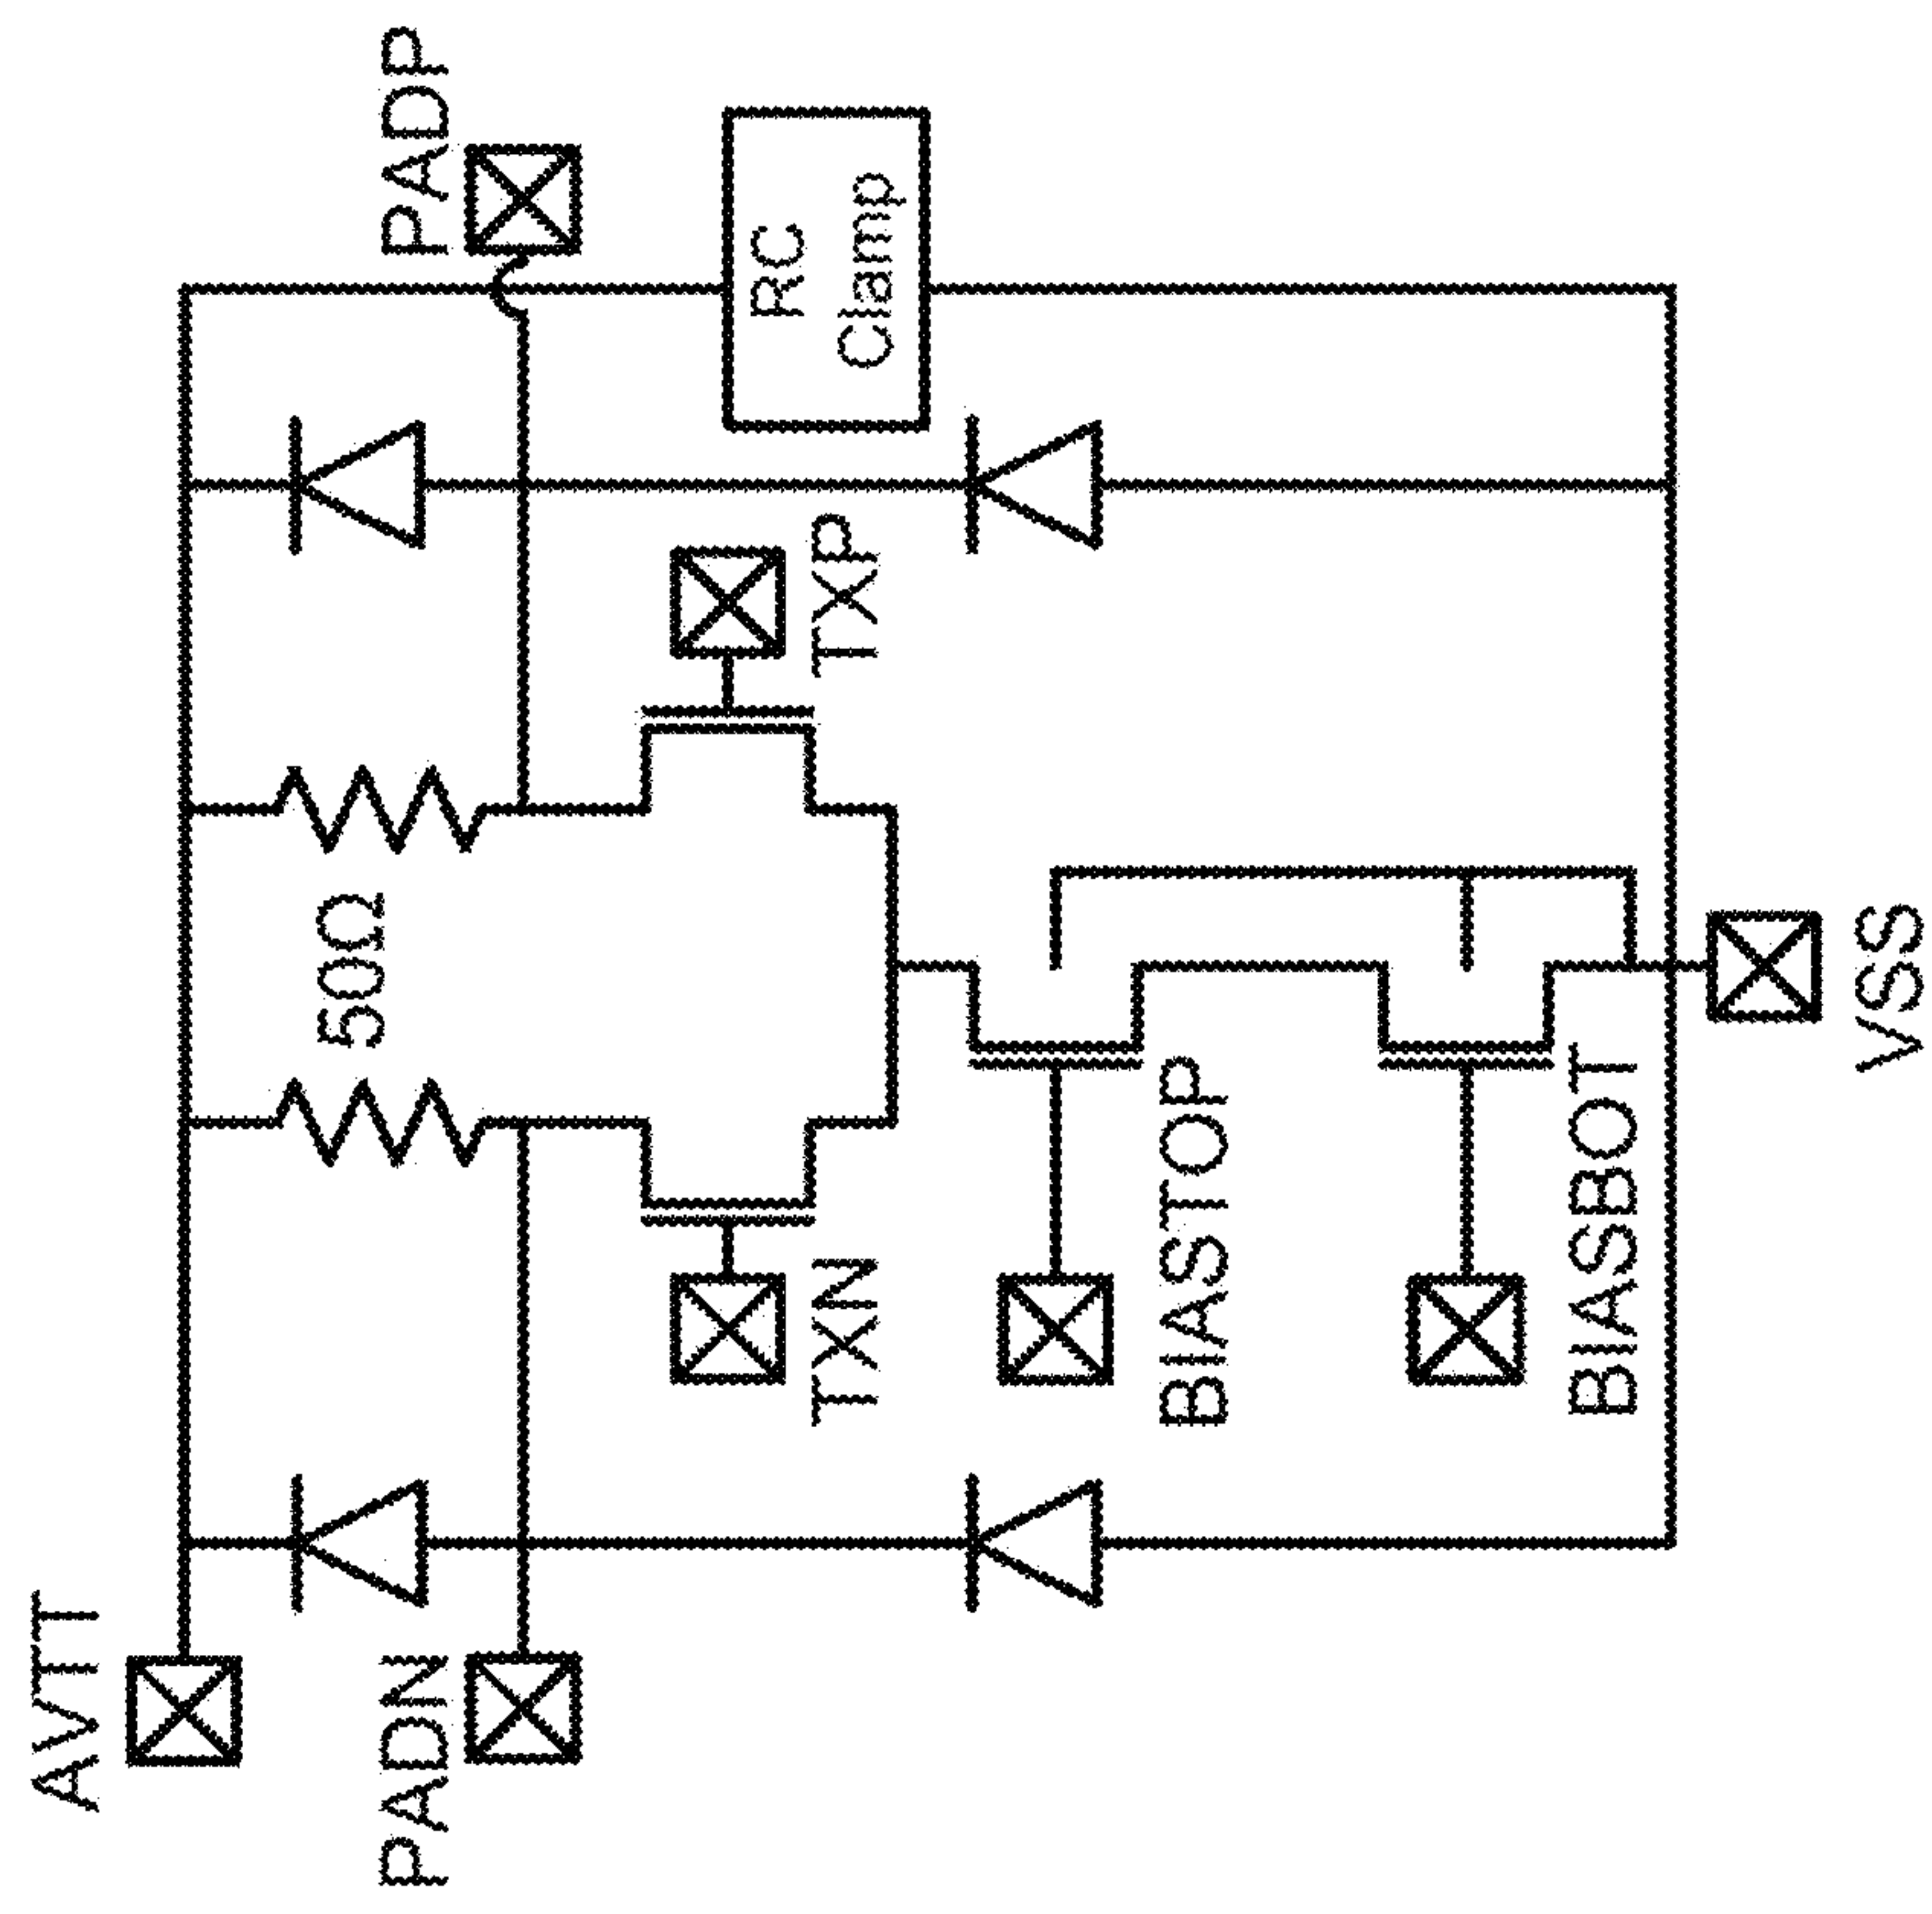 AVTT
PADN
PADP
50Ω
RC
Clamp
TXN
TXP
BIASTOP
BIASBOT
VSS